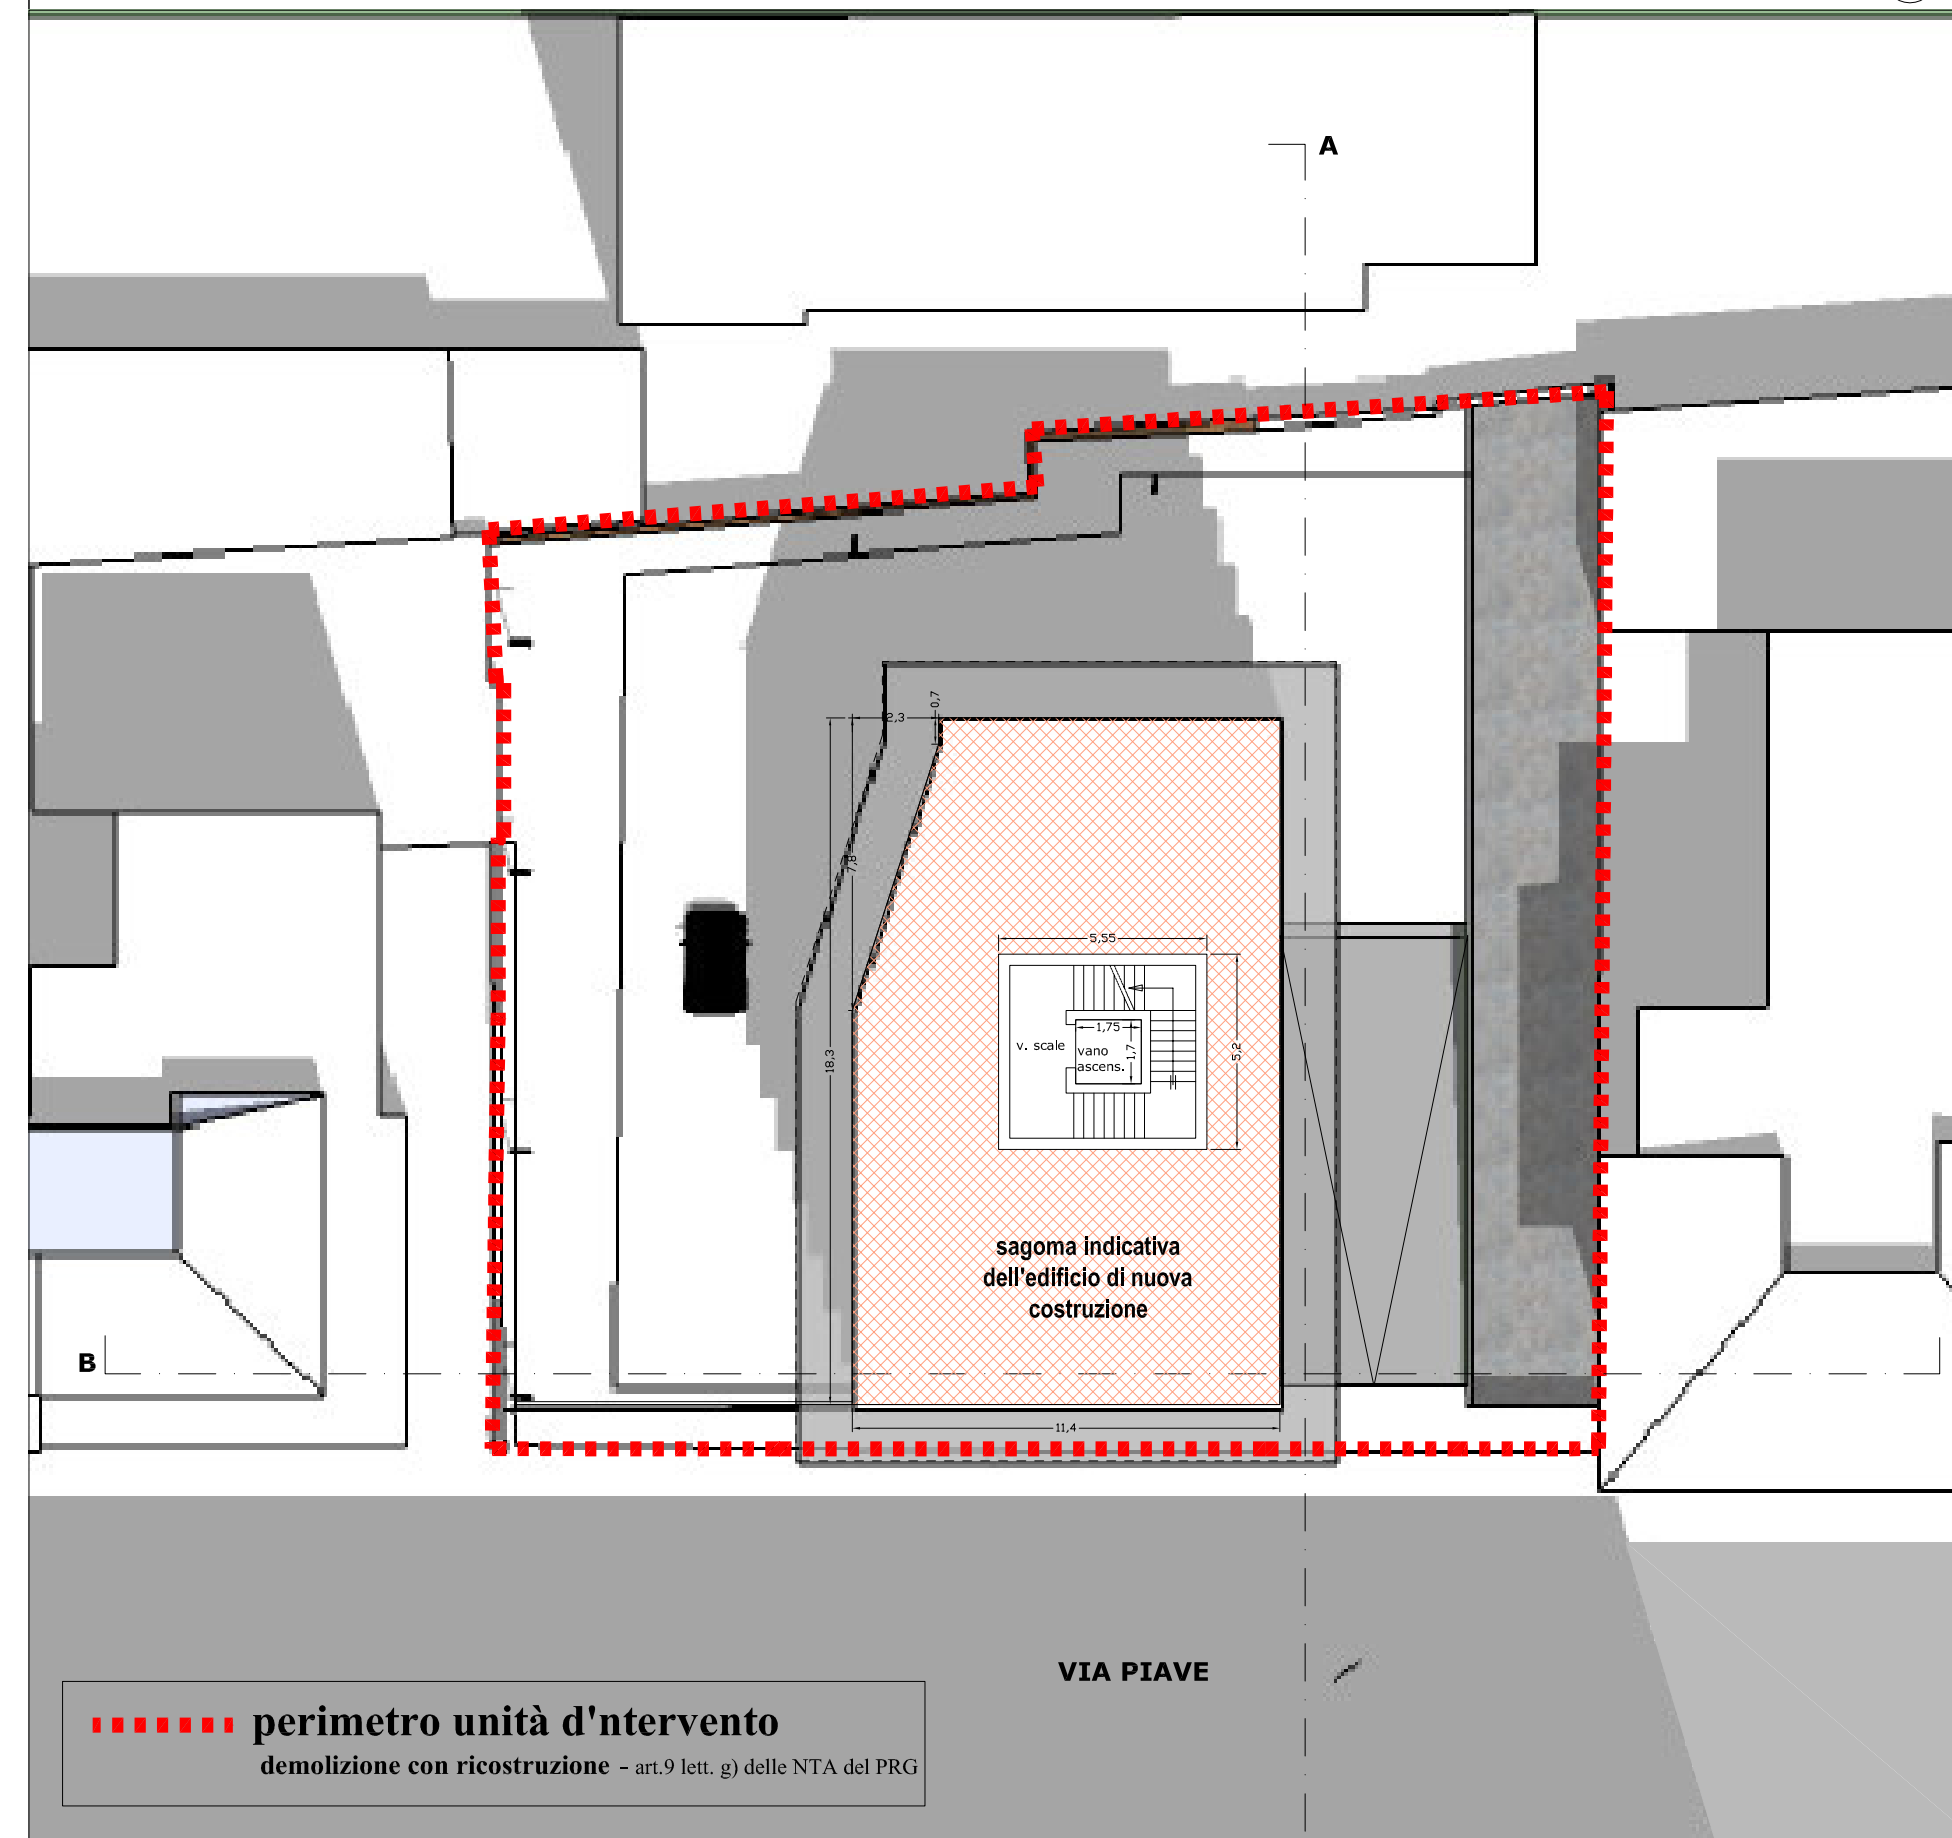 A
0,7
2,3
7,8
5,55
1,75
v. scale
vano
1,7
ascens.
5,2
18,3
sagoma indicativa
dell'edificio di nuova
costruzione
B
11,4
VIA PIAVE
perimetro unità d'ntervento
demolizione con ricostruzione - art.9 lett. g) delle NTA del PRG